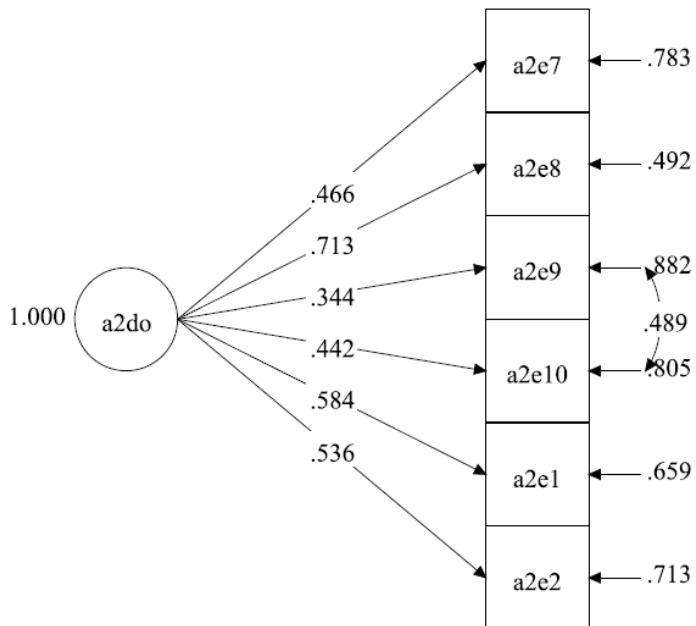 a2e7
.783
a2e8
.492
.466
.713
a2e9
.882
.344
1.000
a2do
.489
.442
a2e10
.805
.584
.536
a2e1
.659
a2e2
.713